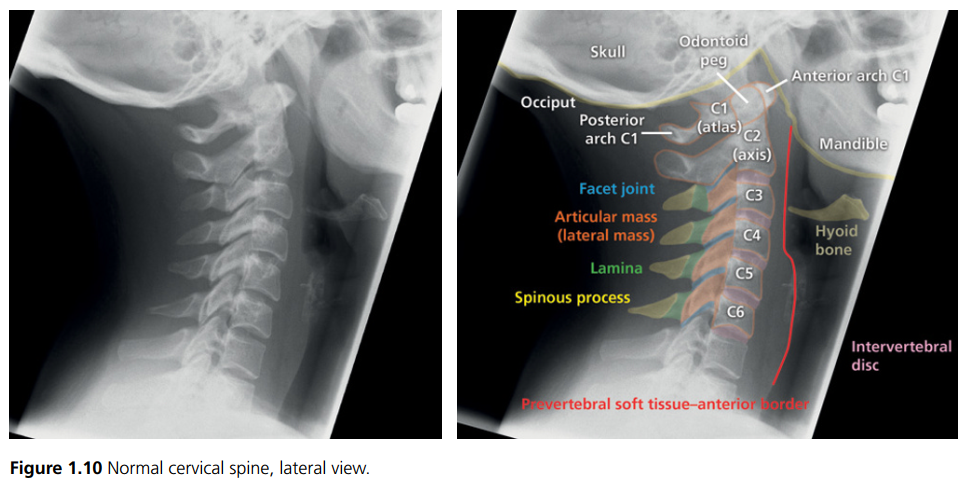 Skull
Odontoid
peg
Anterior arch C1
Occiput
Posterior
arch C1
C1
(atlas)
C2
(axis)
Mandible
Facet joint
C3
Articular mass
(lateral mass)
C4
Hyoid
bone
Lamina
C5
Spinous process
C6
Intervertebral
disc
Prevertebral soft tissue–anterior border
Figure 1.10 Normal cervical spine, lateral view.